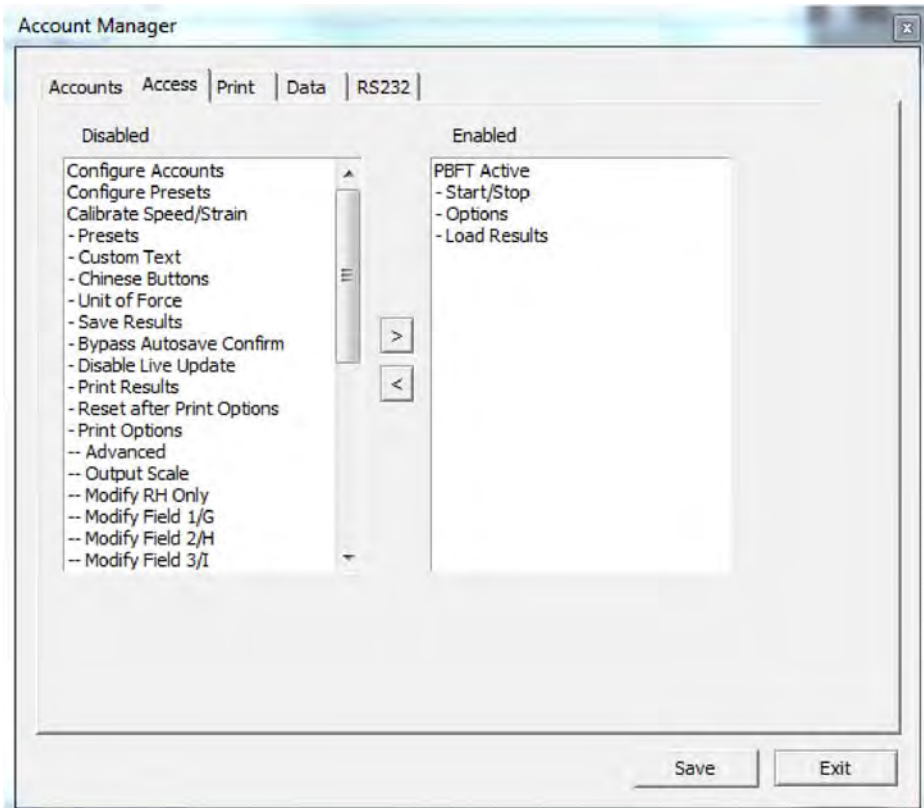 Account Manager
Accounts Access Print Data RS232
Disabled
Configure Accounts
Configure Presets
Calibrate Speed/Strain
- Presets
- Custom Text
- Chinese Buttons
- Unit of Force
- Save Results
- Bypass Autosave Confirm
- Disable Live Update
- Print Results
- Reset after Print Options
- Print Options
-- Advanced
-- Output Scale
-- Modify RH Only
-- Modify Field 1/G
-- Modify Field 2/H
-- Modify Field 3/I
>
<
Enabled
PBFT Active
- Start/Stop
- Options
- Load Results
Save Exit